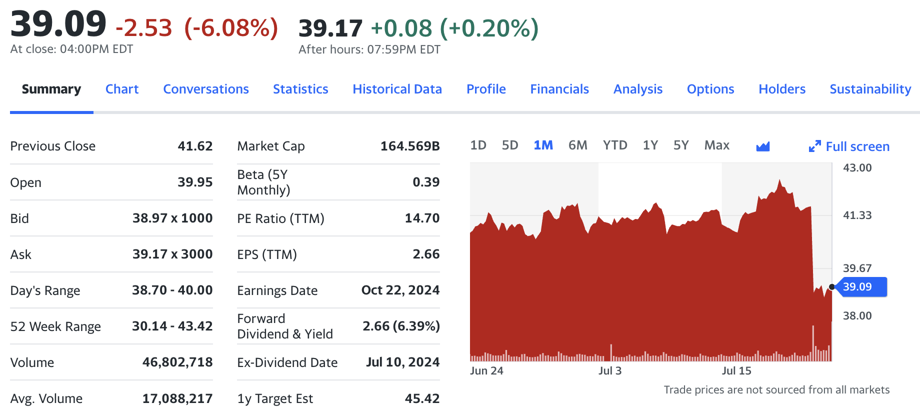 39.09 -2.53 (-6.08%) 39.17 +0.08 (+0.20%)
At close: 04:00PM EDT After hours: 07:59PM EDT
Summary Chart Conversations Statistics Historical Data Profile Financials Analysis Options Holders Sustainability
Previous Close 41.62
Open 39.95
Bid 38.97 x 1000
Ask 39.17 x 3000
Day's Range 38.70 - 40.00
52 Week Range 30.14 - 43.42
Volume 46,802,718
Avg. Volume 17,088,217
Market Cap 164.569B
Beta (5Y
Monthly) 0.39
PE Ratio (TTM) 14.70
EPS (TTM) 2.66
Earnings Date Oct 22, 2024
Forward
Dividend & Yield 2.66 (6.39%)
Ex-Dividend Date Jul 10, 2024
1y Target Est 45.42
1D 5D 1M 6M YTD 1Y 5Y Max Full screen
43.00
41.33
39.67
39.09
38.00
Jun 24 Jul 3 Jul 15
Trade prices are not sourced from all markets